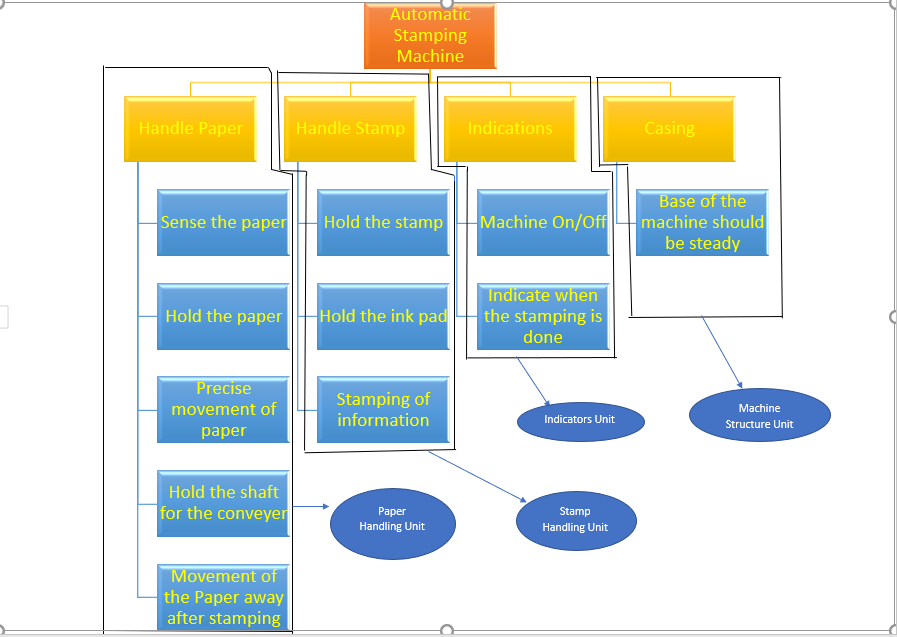 Automatic
Stamping
Machine
Handle Paper
Handle Stamp
Indications
Casing
Sense the paper
Hold the paper
Precise
movement of
paper
Hold the shaft
for the conveyer
Movement of
the Paper away
after stamping
Hold the stamp
Hold the ink pad
Stamping of
information
Machine On/Off
Indicate when
the stamping is
done
Base of the
machine should
be steady
Paper
Handling Unit
Stamp
Handling Unit
Indicators Unit
Machine
Structure Unit